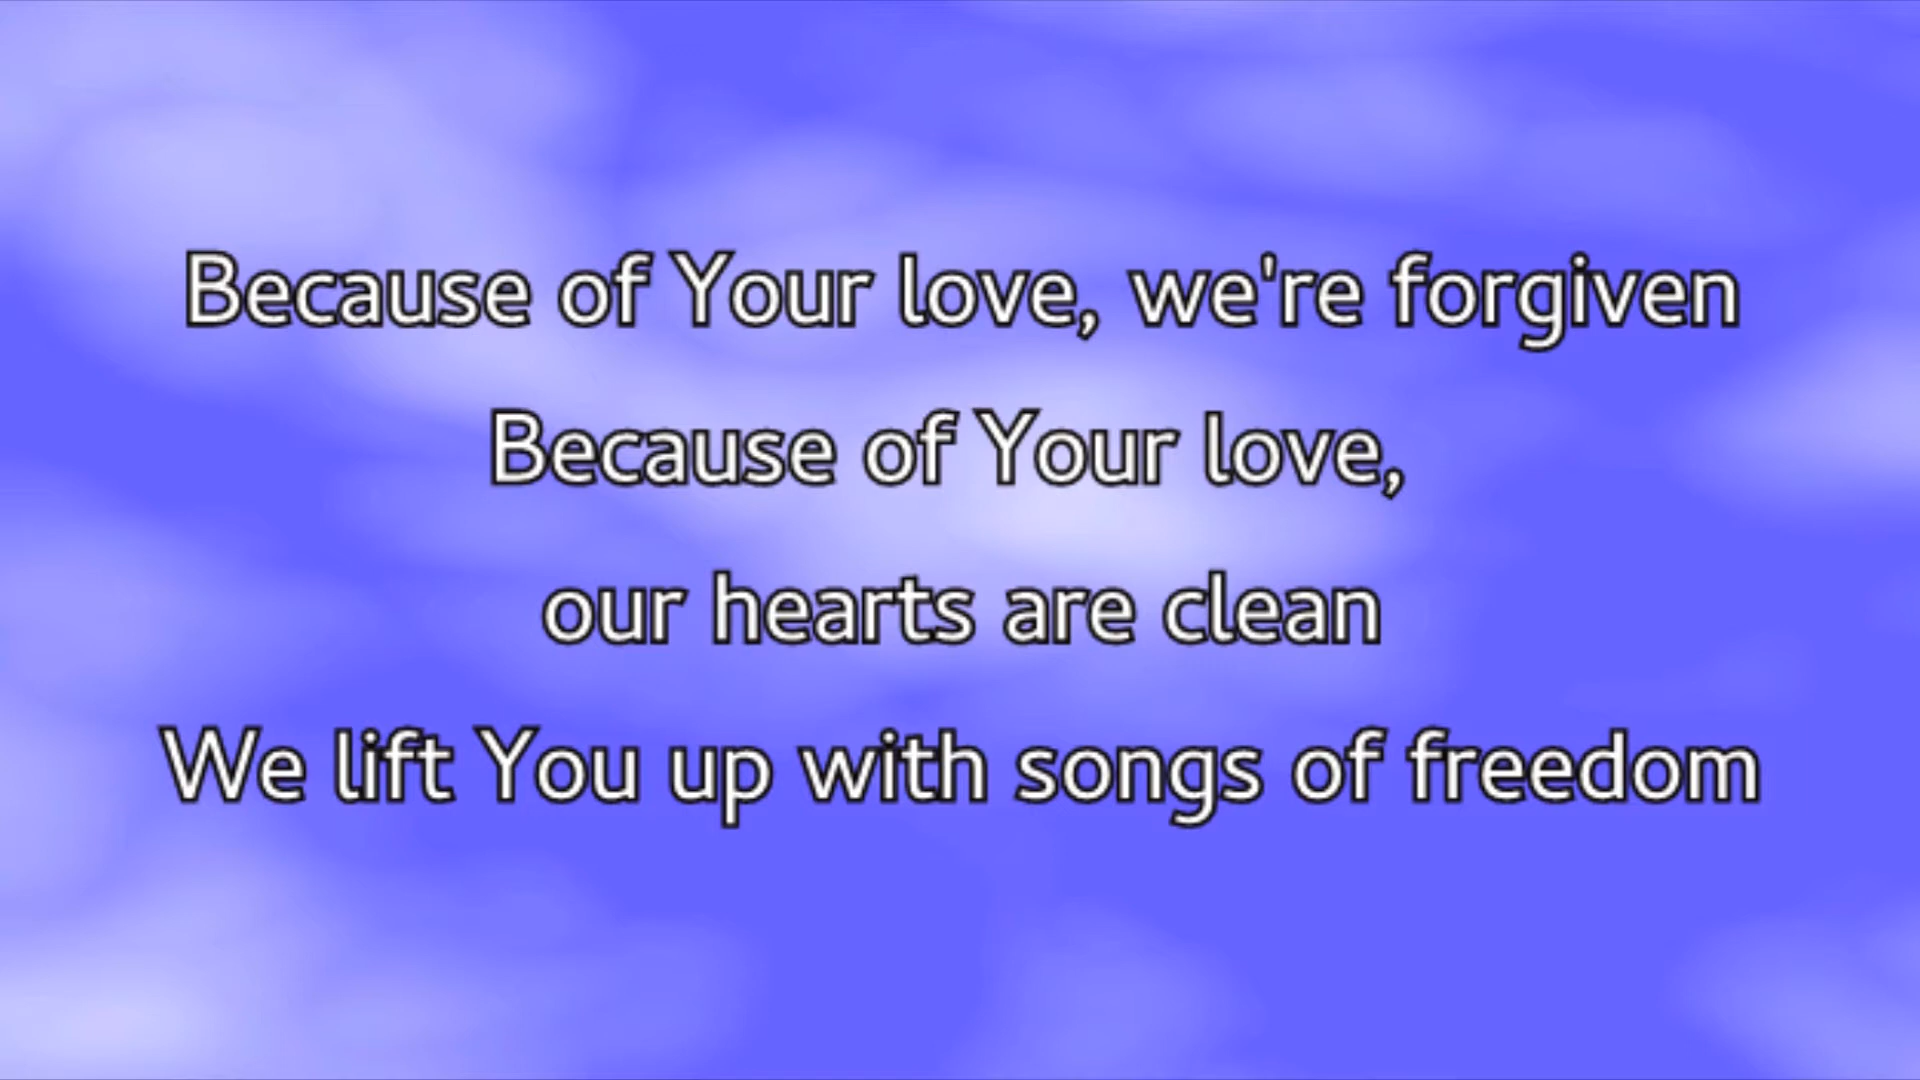 Because of Your love, we're forgiven
Because of Your love,
our hearts are clean
We lift You up with songs of freedom